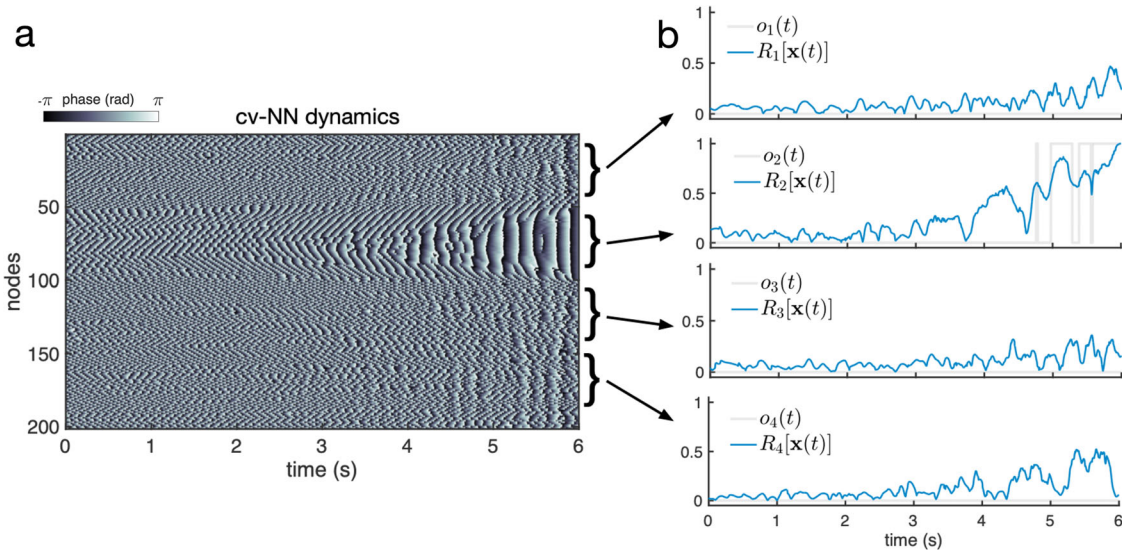 a
-π phase (rad) π
cv-NN dynamics
nodes
50
100
150
200
0 1 2 3 4 5 6
time (s)
b
1
0.5
0
o₁(t)
R₁[x(t)]
1
0.5
0
o₂(t)
R₂[x(t)]
1
0.5
0
o₃(t)
R₃[x(t)]
1
0.5
0
o₄(t)
R₄[x(t)]
0 1 2 3 4 5 6
time (s)